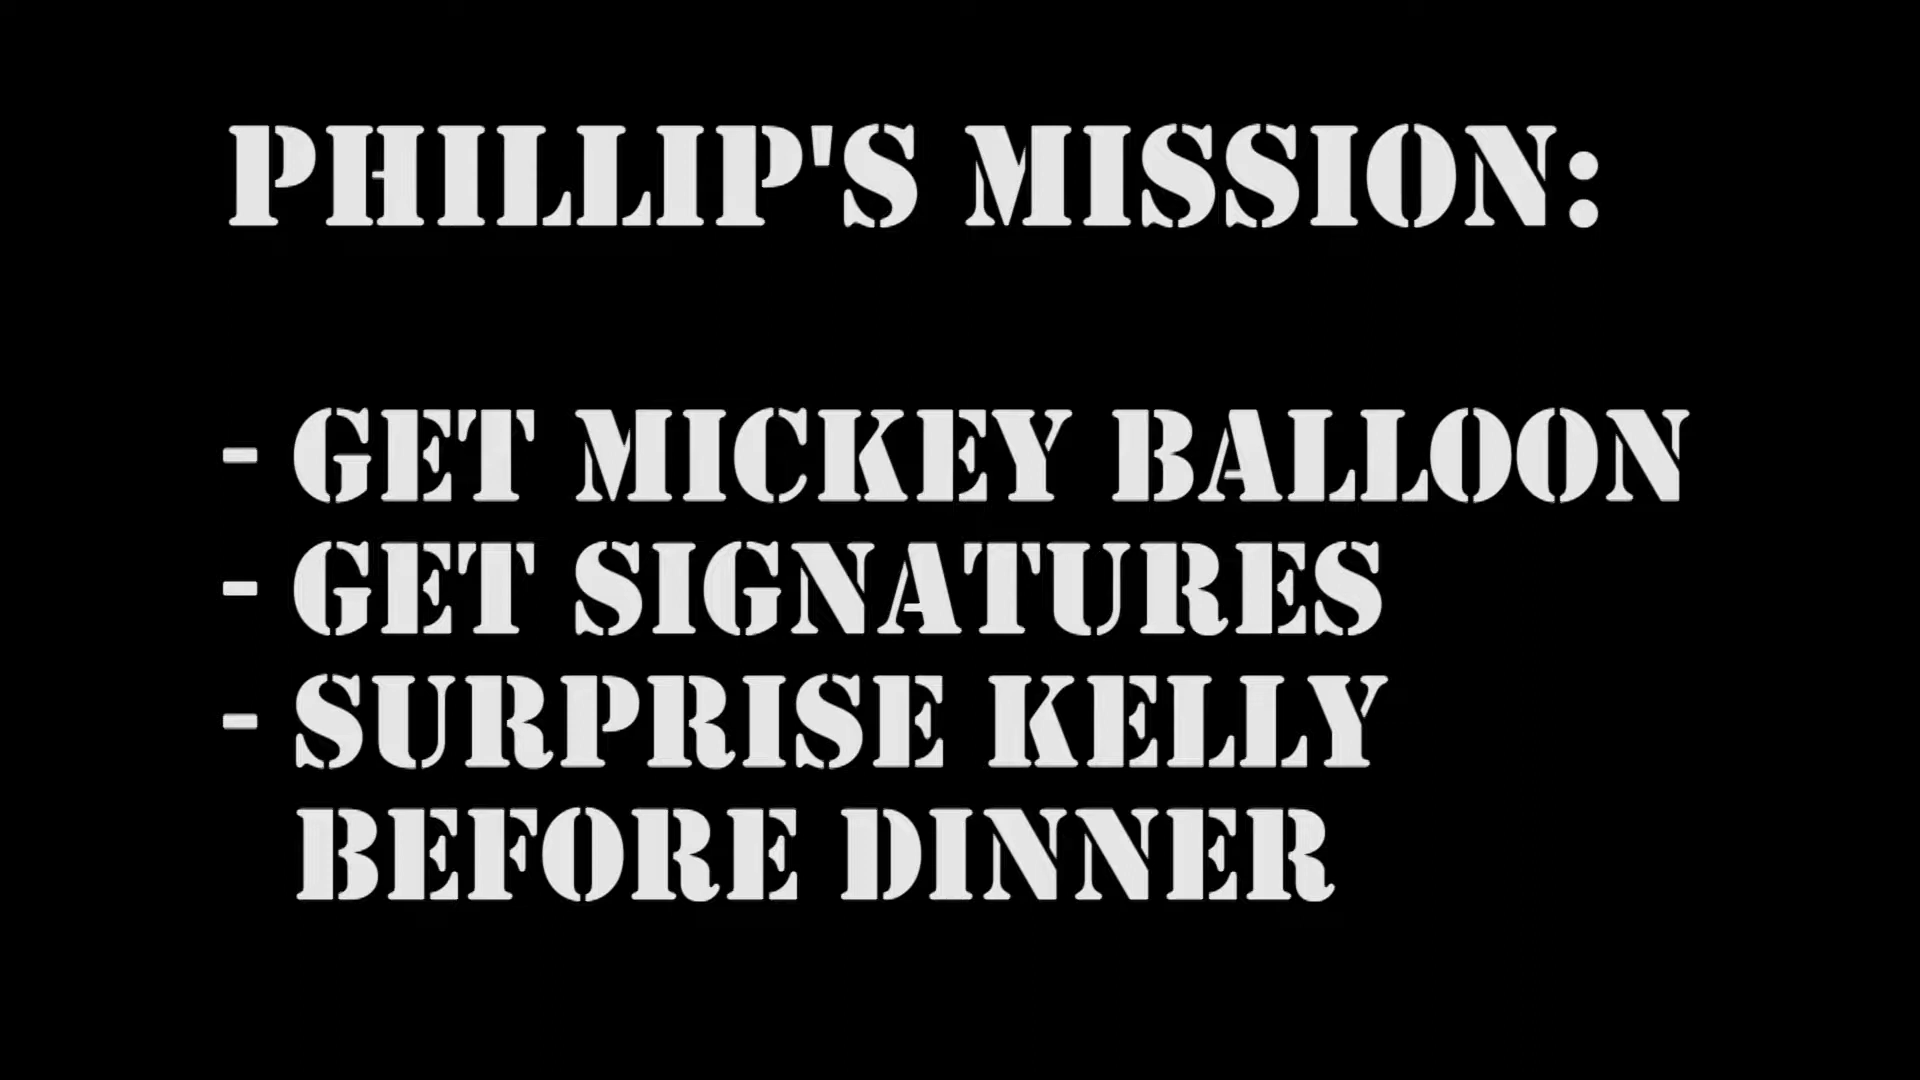 PHILLIP'S MISSION:
- GET MICKEY BALLOON
- GET SIGNATURES
- SURPRISE KELLY
BEFORE DINNER